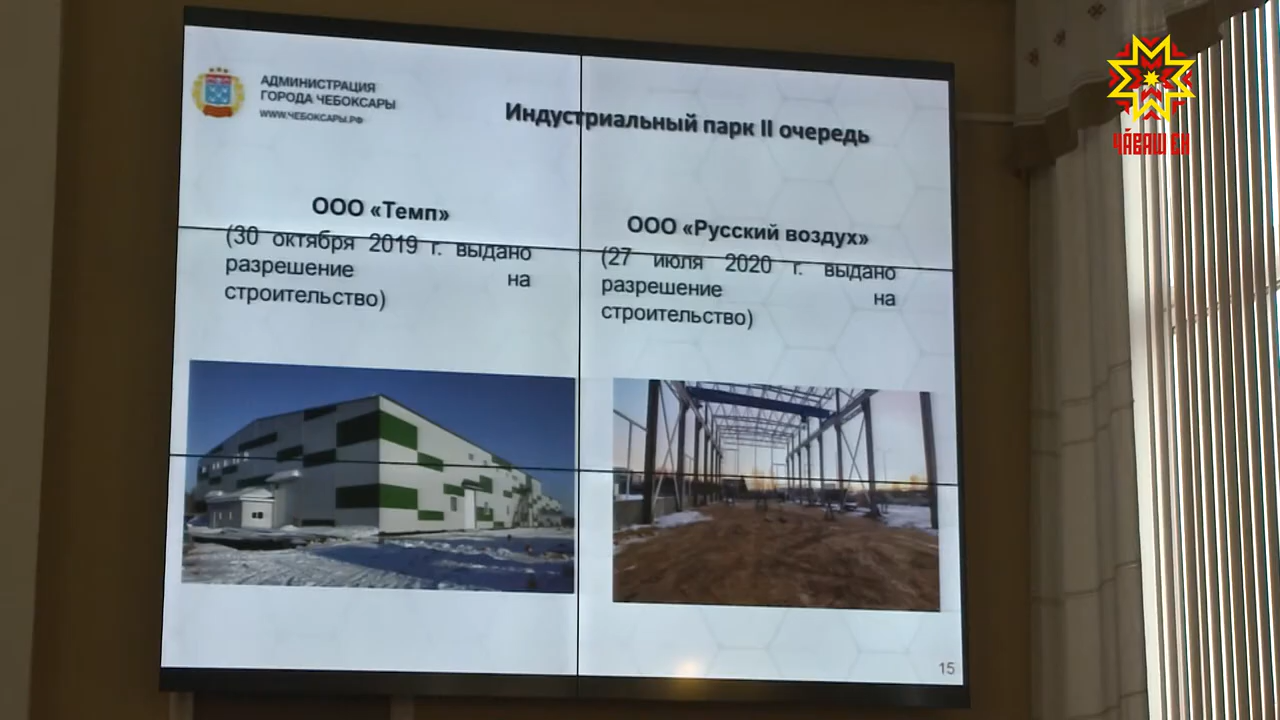 АДМИНИСТРАЦИЯ
ГОРОДА ЧЕБОКСАРЫ
WWW.ЧЕБОКСАРЫ.РФ
Индустриальный парк II очередь
ООО «Темп»
(30 октября 2019 г. выдано
разрешение на
строительство)
ООО «Русский воздух»
(27 июля 2020 г. выдано
разрешение на
строительство)
15
ЧӐВАШ ЕН